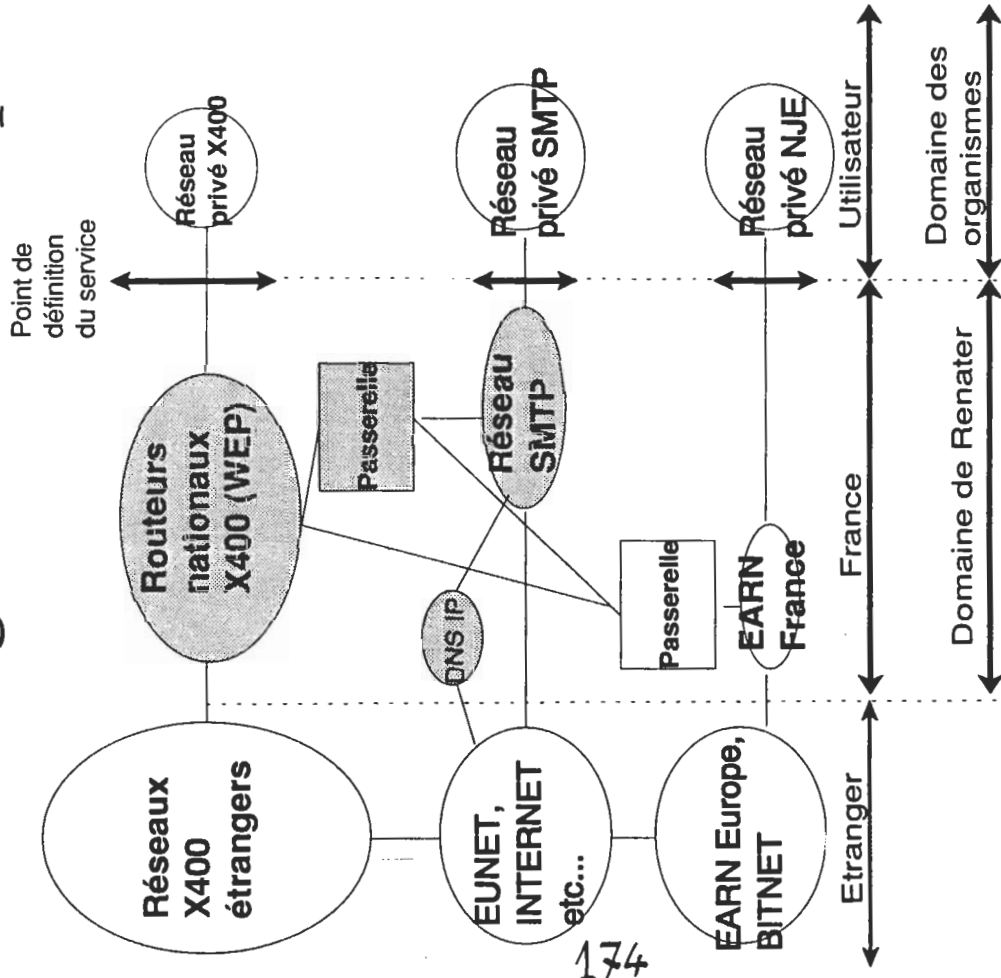 Point de
définition
du service
Réseaux
X400
étrangers
Routeurs
nationaux
X400 (WEP)
Réseau
privé X400
Passerelle
DNS IP
EUNET,
INTERNET
etc...
Réseau
SMTP
Réseau
privé SMTP
Passerelle
EARN Europe,
BITNET
EARN
France
Réseau
privé NJE
Etranger
France
Utilisateur
Domaine de Renater
Domaine des
organismes
174